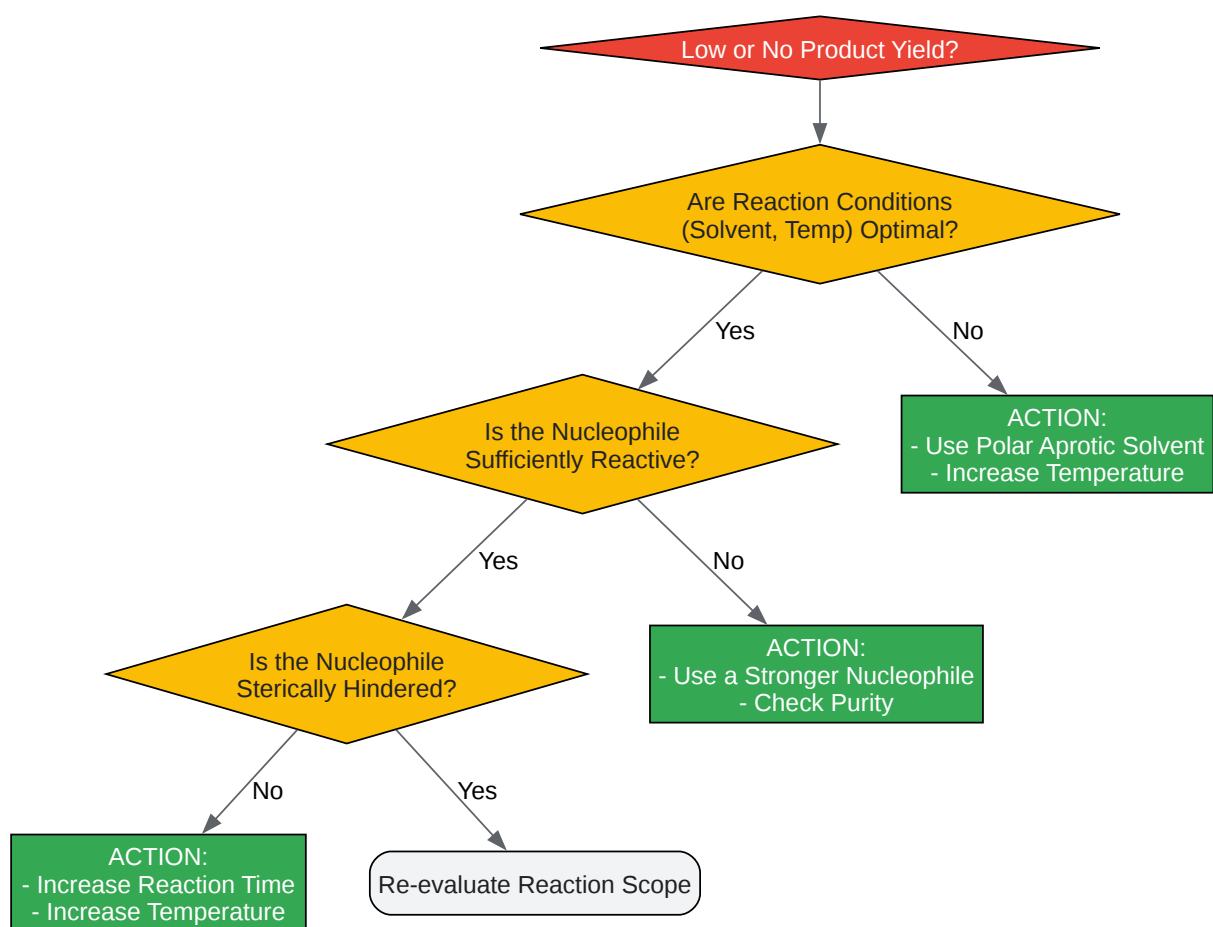 Low or No Product Yield?
Are Reaction Conditions
(Solvent, Temp) Optimal?
Yes
No
Is the Nucleophile
Sufficiently Reactive?
ACTION:
- Use Polar Aprotic Solvent
- Increase Temperature
Yes
No
Is the Nucleophile
Sterically Hindered?
ACTION:
- Use a Stronger Nucleophile
- Check Purity
No
Yes
ACTION:
- Increase Reaction Time
- Increase Temperature
Re-evaluate Reaction Scope